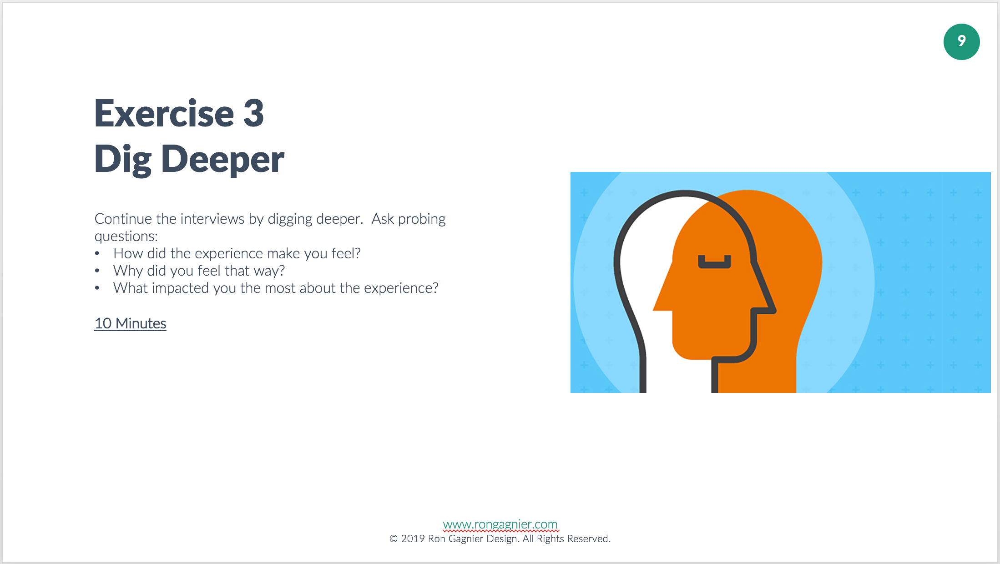 9
Exercise 3
Dig Deeper
Continue the interviews by digging deeper.  Ask probing
questions:
• How did the experience make you feel?
• Why did you feel that way?
• What impacted you the most about the experience?
10 Minutes
www.rongagnier.com
© 2019 Ron Gagnier Design. All Rights Reserved.